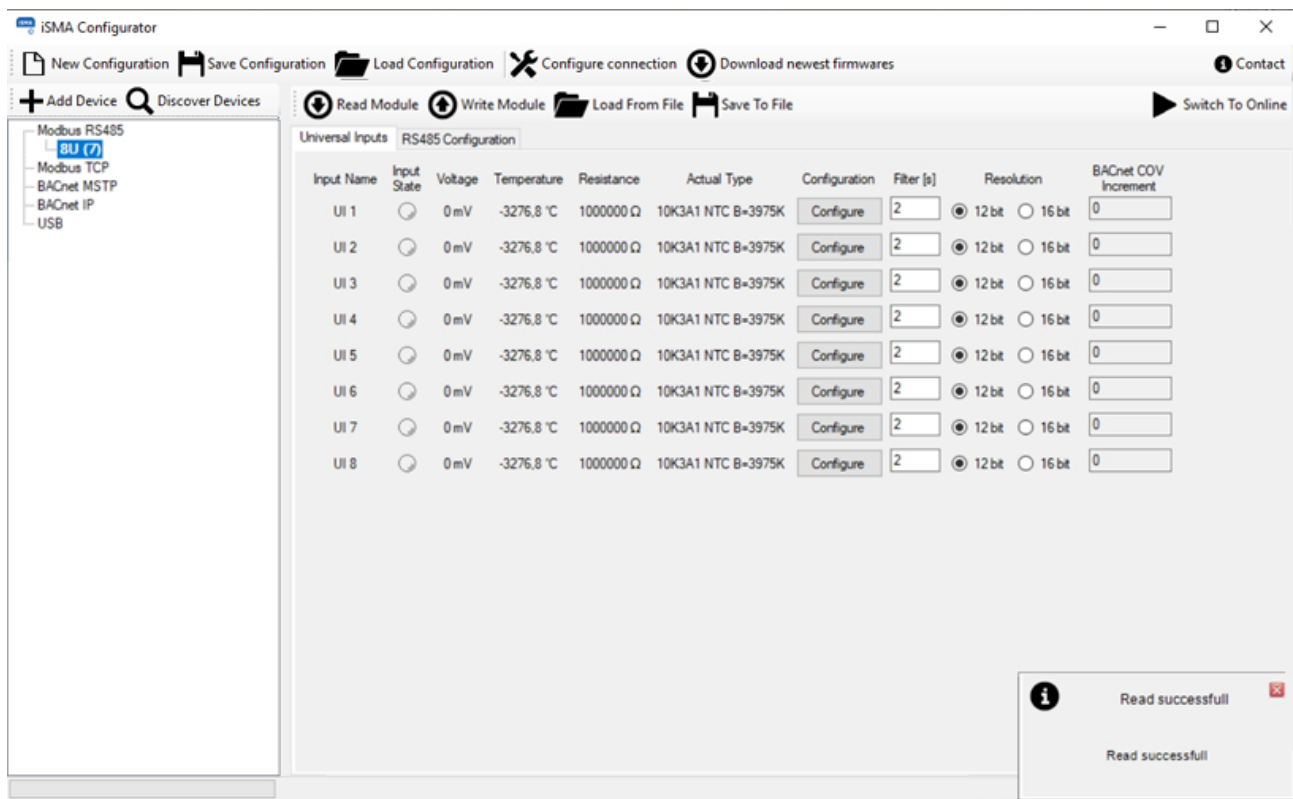 iSMA iSMA Configurator
New Configuration Save Configuration Load Configuration Configure connection Download newest firmwares Contact
Add Device Discover Devices
Read Module Write Module Load From File Save To File Switch To Online
Modbus RS485
8U (7)
Modbus TCP
BACnet MSTP
BACnet IP
USB
Universal Inputs RS485 Configuration
Input Name Input State Voltage Temperature Resistance Actual Type Configuration Filter [s] Resolution BACnet COV Increment
UI 1 0 mV -3276,8 °C 1000000 Ω 10K3A1 NTC B=3975K Configure 2 12 bit 16 bit 0
UI 2 0 mV -3276,8 °C 1000000 Ω 10K3A1 NTC B=3975K Configure 2 12 bit 16 bit 0
UI 3 0 mV -3276,8 °C 1000000 Ω 10K3A1 NTC B=3975K Configure 2 12 bit 16 bit 0
UI 4 0 mV -3276,8 °C 1000000 Ω 10K3A1 NTC B=3975K Configure 2 12 bit 16 bit 0
UI 5 0 mV -3276,8 °C 1000000 Ω 10K3A1 NTC B=3975K Configure 2 12 bit 16 bit 0
UI 6 0 mV -3276,8 °C 1000000 Ω 10K3A1 NTC B=3975K Configure 2 12 bit 16 bit 0
UI 7 0 mV -3276,8 °C 1000000 Ω 10K3A1 NTC B=3975K Configure 2 12 bit 16 bit 0
UI 8 0 mV -3276,8 °C 1000000 Ω 10K3A1 NTC B=3975K Configure 2 12 bit 16 bit 0
Read successfull
Read successfull